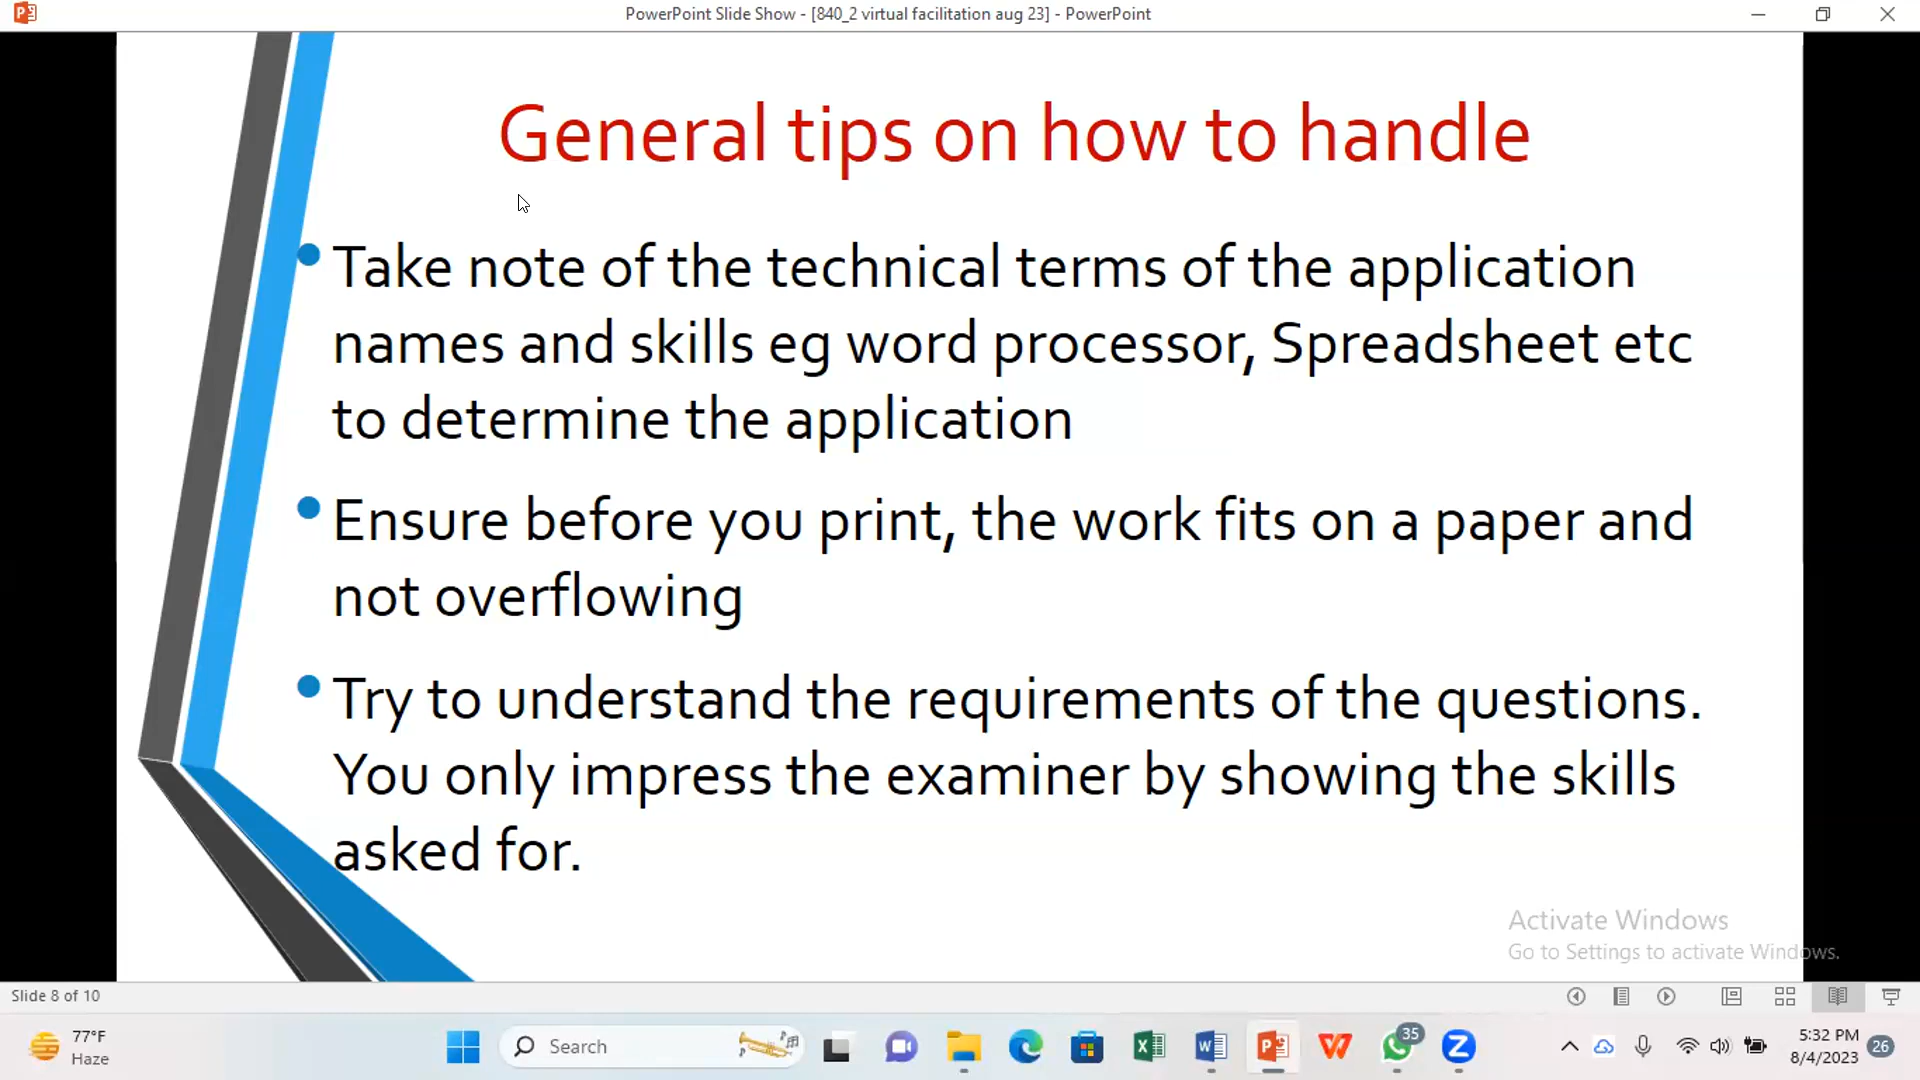 PowerPoint Slide Show - [840_2 virtual facilitation aug 23] - PowerPoint
General tips on how to handle
• Take note of the technical terms of the application
names and skills eg word processor, Spreadsheet etc
to determine the application
• Ensure before you print, the work fits on a paper and
not overflowing
• Try to understand the requirements of the questions.
You only impress the examiner by showing the skills
asked for.
Activate Windows
Go to Settings to activate Windows.
Slide 8 of 10
77°F
Haze
Search
35
5:32 PM
8/4/2023
26